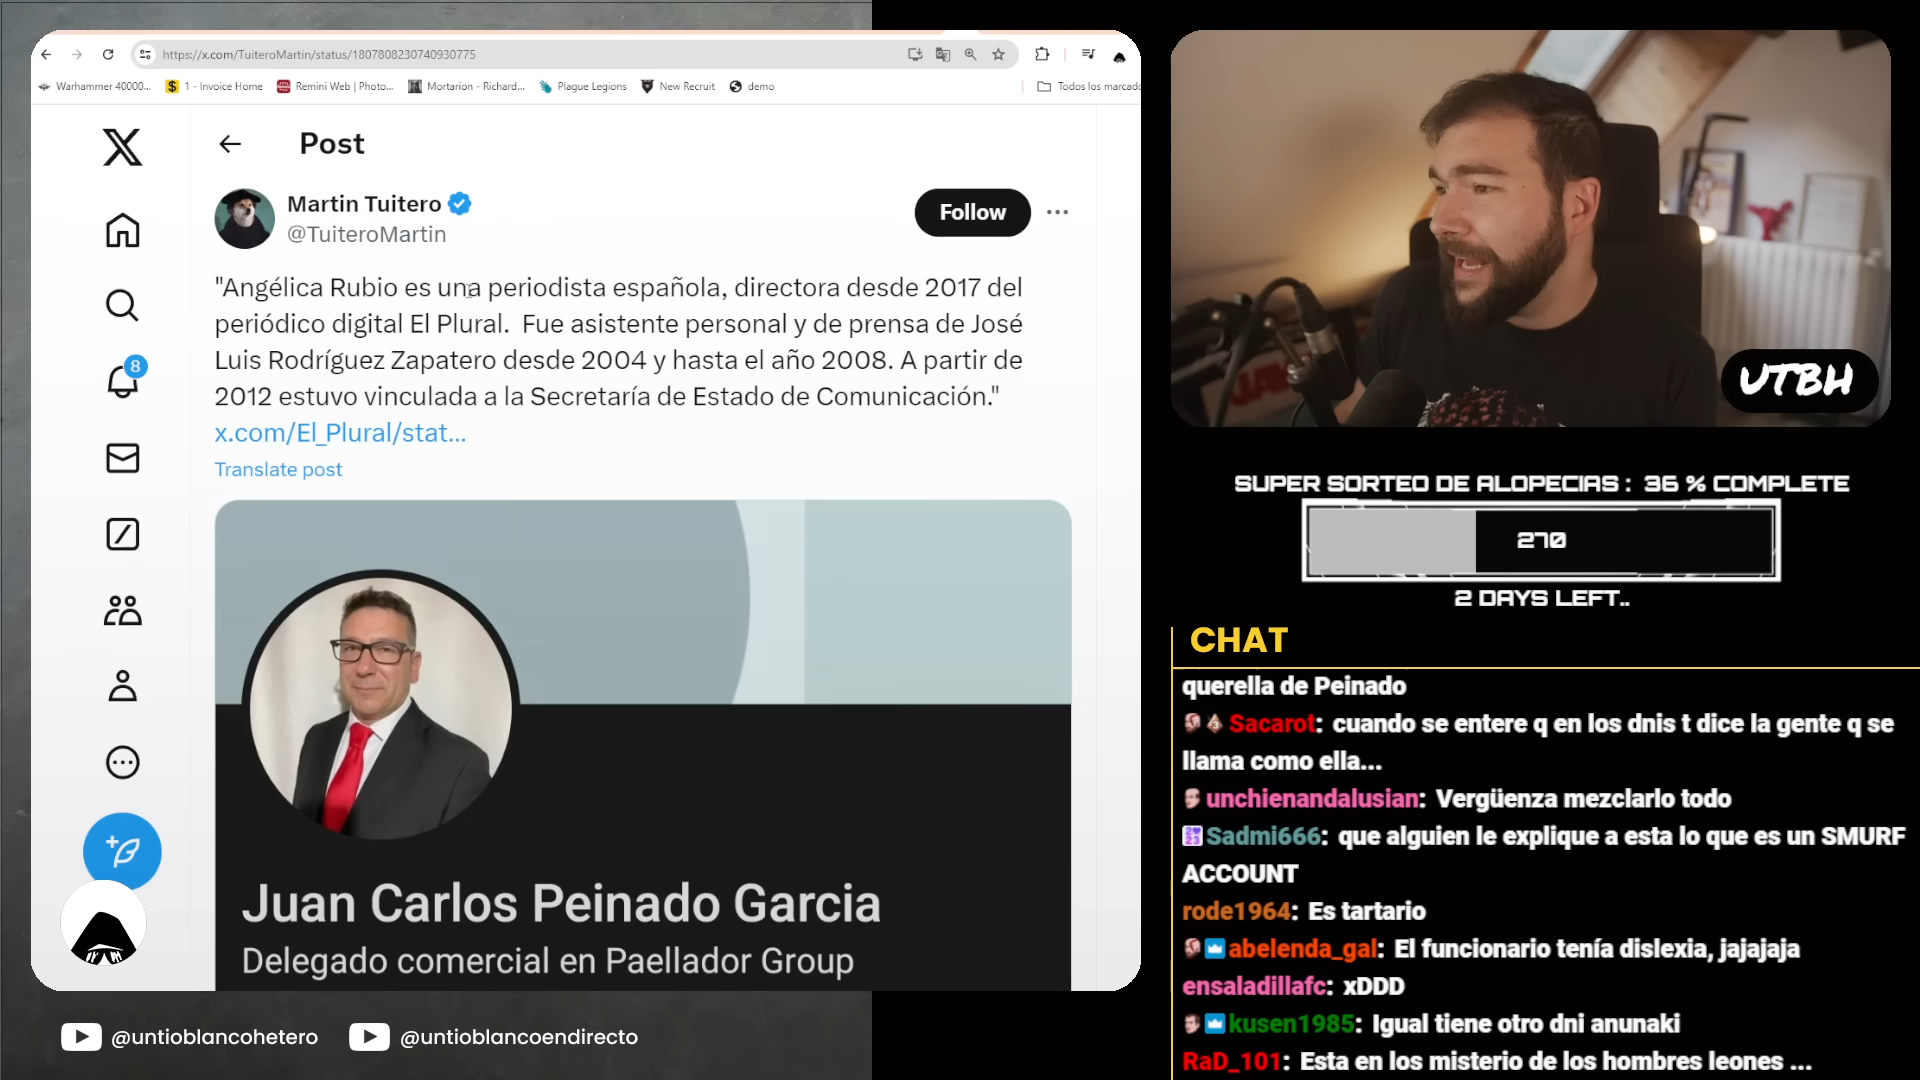 https://x.com/TuiteroMartin/status/1807808230740930775
Warhammer 40000...
1 - Invoice Home
Remini Web | Photo...
Mortarion - Richard...
Plague Legions
New Recruit
demo
Todos los marcado
Post
Martin Tuitero
@TuiteroMartin
Follow
"Angélica Rubio es una periodista española, directora desde 2017 del
periódico digital El Plural.  Fue asistente personal y de prensa de José
Luis Rodríguez Zapatero desde 2004 y hasta el año 2008. A partir de
2012 estuvo vinculada a la Secretaría de Estado de Comunicación."
x.com/El_Plural/stat...
Translate post
8
Juan Carlos Peinado Garcia
Delegado comercial en Paellador Group
@untioblancohetero
@untioblancoendirecto
UTBH
SUPER SORTEO DE ALOPECIAS : 36 % COMPLETE
270
2 DAYS LEFT..
CHAT
querella de Peinado
Sacarot: cuando se entere q en los dnis t dice la gente q se
llama como ella...
unchienandalusian: Vergüenza mezclarlo todo
Sadmi666: que alguien le explique a esta lo que es un SMURF
ACCOUNT
rode1964: Es tartario
abelenda_gal: El funcionario tenía dislexia, jajajaja
ensaladillafc: xDDD
kusen1985: Igual tiene otro dni anunaki
RaD_101: Esta en los misterio de los hombres leones ...